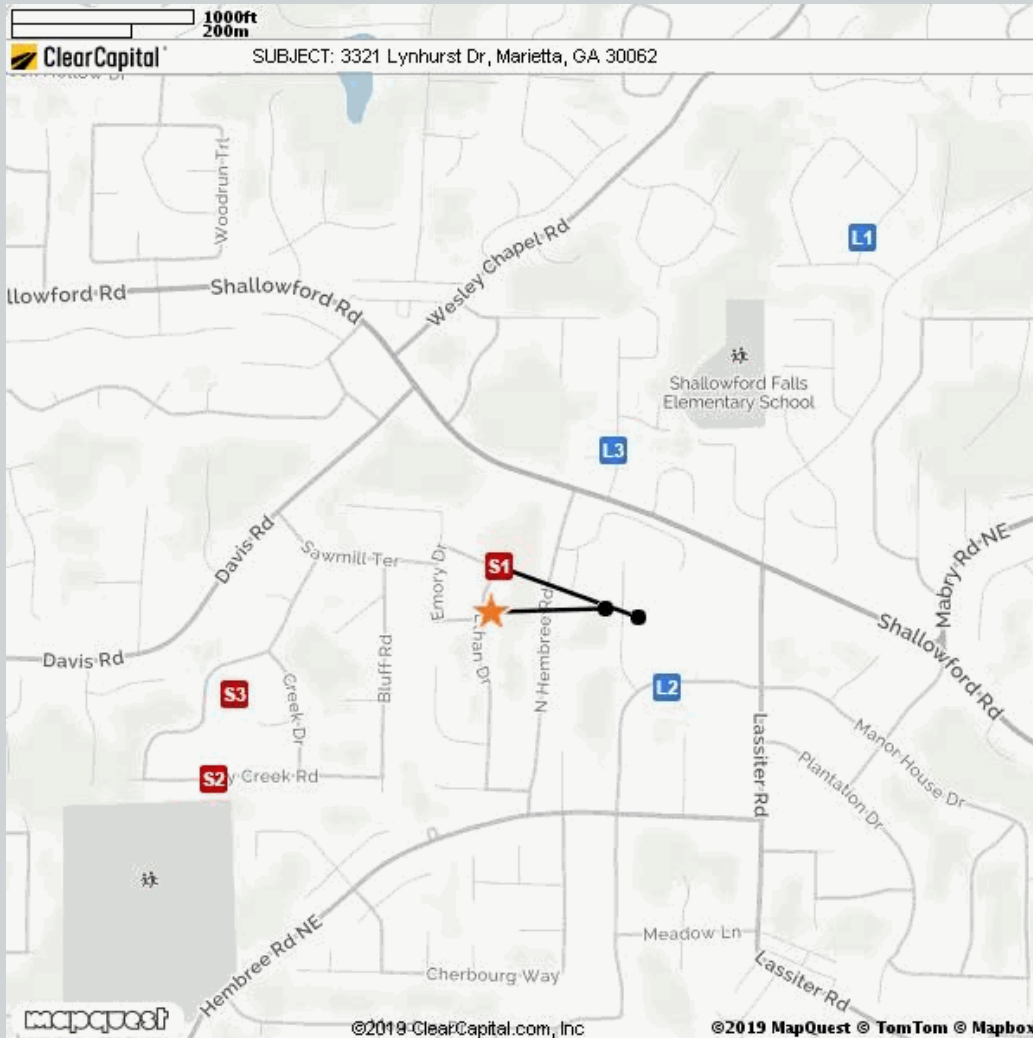 1000ft
200m
ClearCapital
SUBJECT: 3321 Lynhurst Dr, Marietta, GA 30062
Woodrun Trl
L1
Wesley Chapel Rd
llowford Rd
Shallowford Rd
Shallowford Falls
Elementary School
L3
Mabry Rd NE
Davis Rd
Sawmill Ter
Emory Dr
S1
N Hembree Rd
Shallowford Rd
Davis Rd
than Dr
Bluff Rd
S3
Creek Dr
L2
Lassiter Rd
Manor House Dr
Plantation Dr
S2
y Creek Rd
Hembree Rd NE
Meadow Ln
Cherbourg Way
Lassiter Rd
mapquest
©2019 ClearCapital.com, Inc
©2019 MapQuest © TomTom © Mapbox